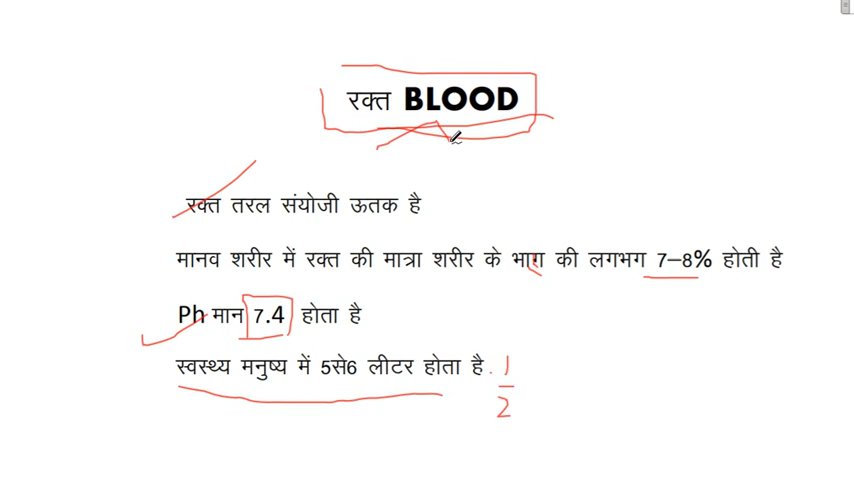 रक्त BLOOD
रक्त तरल संयोजी ऊतक है
मानव शरीर में रक्त की मात्रा शरीर के भाग की लगभग 7–8% होती है
Ph मान 7.4 होता है
स्वस्थ्य मनुष्य में 5से6 लीटर होता है . 1/2